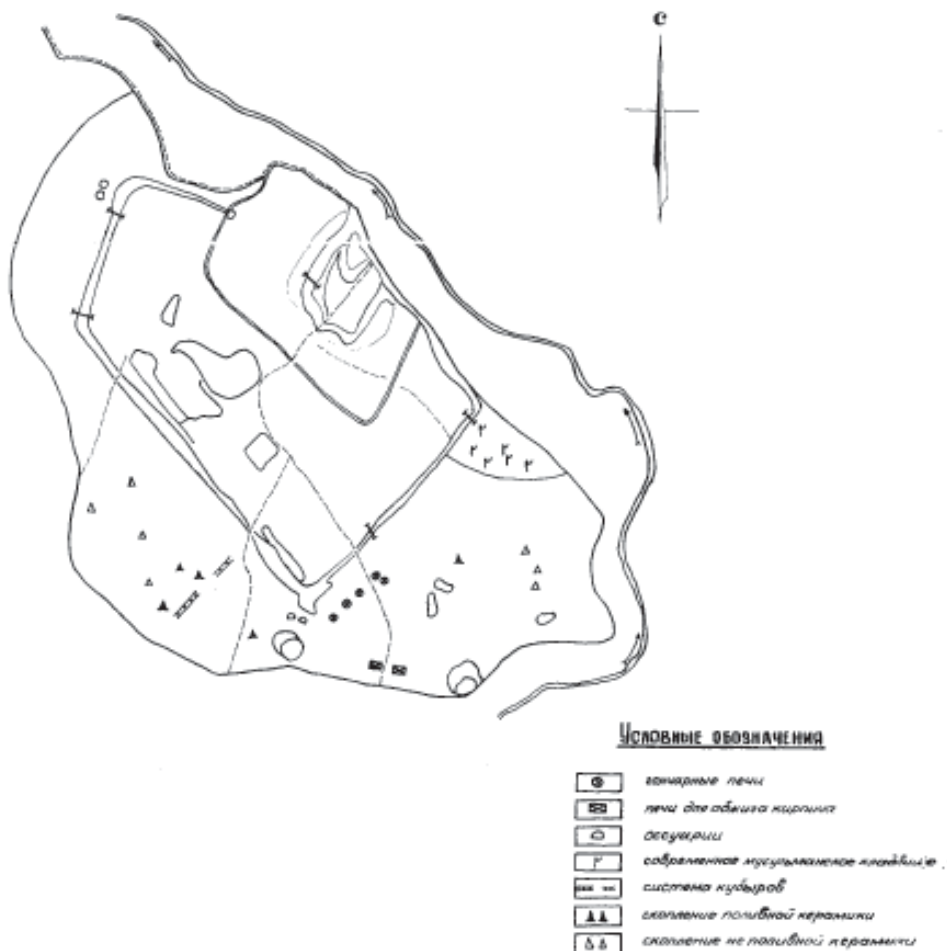 С
Условные обозначения
гончарные печи
печи для обжига кирпича
оссуарии
современное мусульманское кладбище.
система кубыров
скопление поливной керамики
скопление не поливной керамики